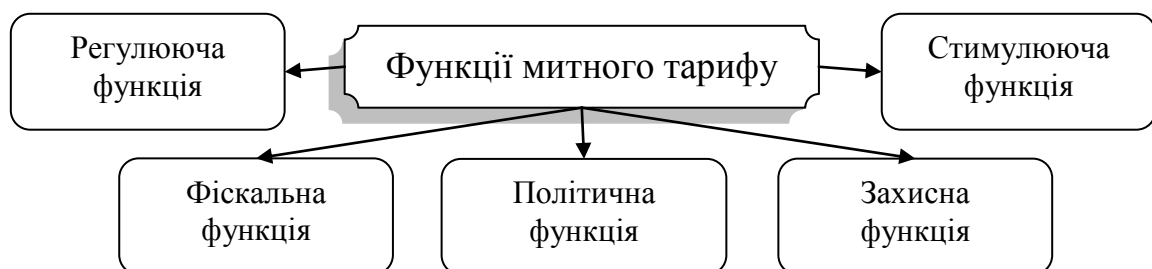 Функції митного тарифу
Регулююча
функція
Стимулююча
функція
Фіскальна
функція
Політична
функція
Захисна
функція